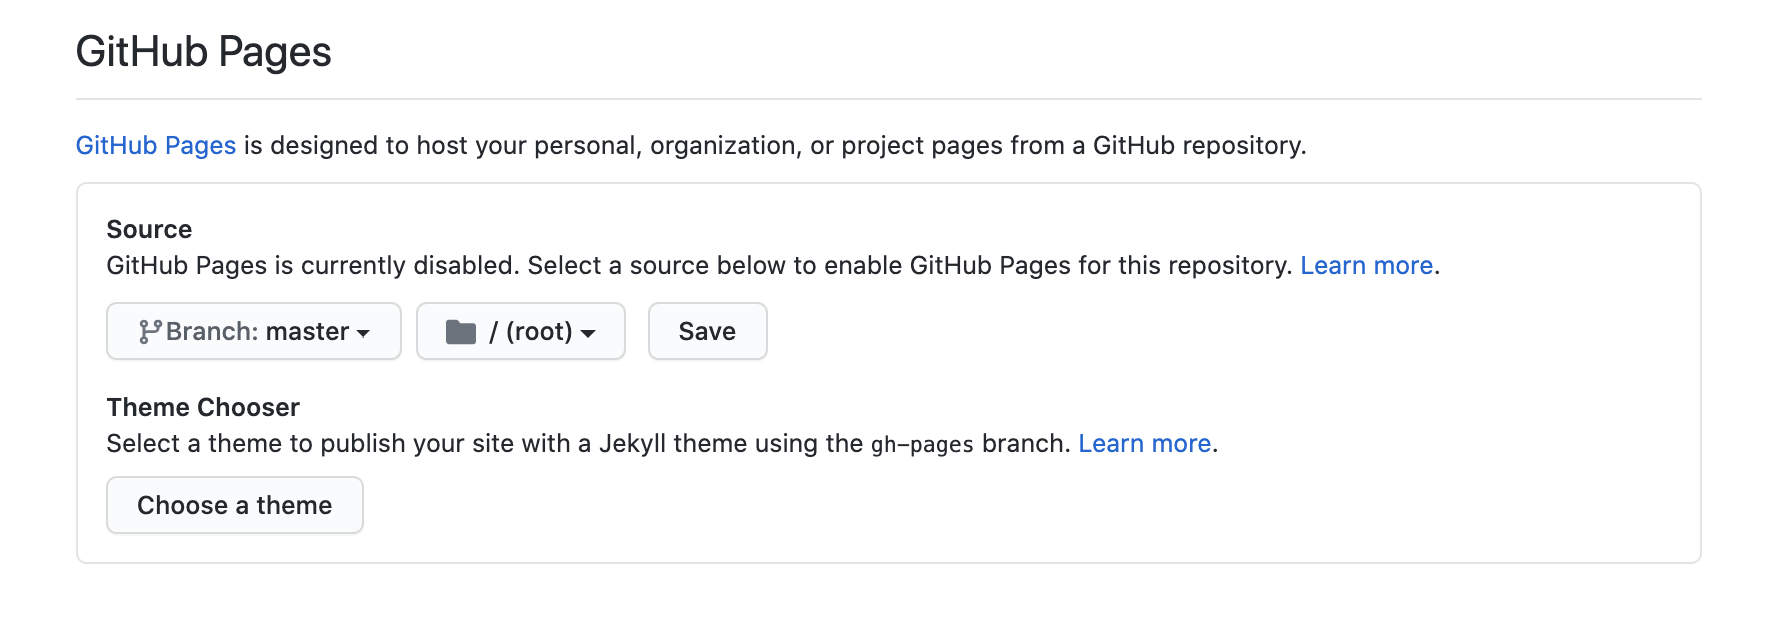 GitHub Pages
GitHub Pages is designed to host your personal, organization, or project pages from a GitHub repository.
Source
GitHub Pages is currently disabled. Select a source below to enable GitHub Pages for this repository. Learn more.
Branch: master / (root) Save
Theme Chooser
Select a theme to publish your site with a Jekyll theme using the gh-pages branch. Learn more.
Choose a theme